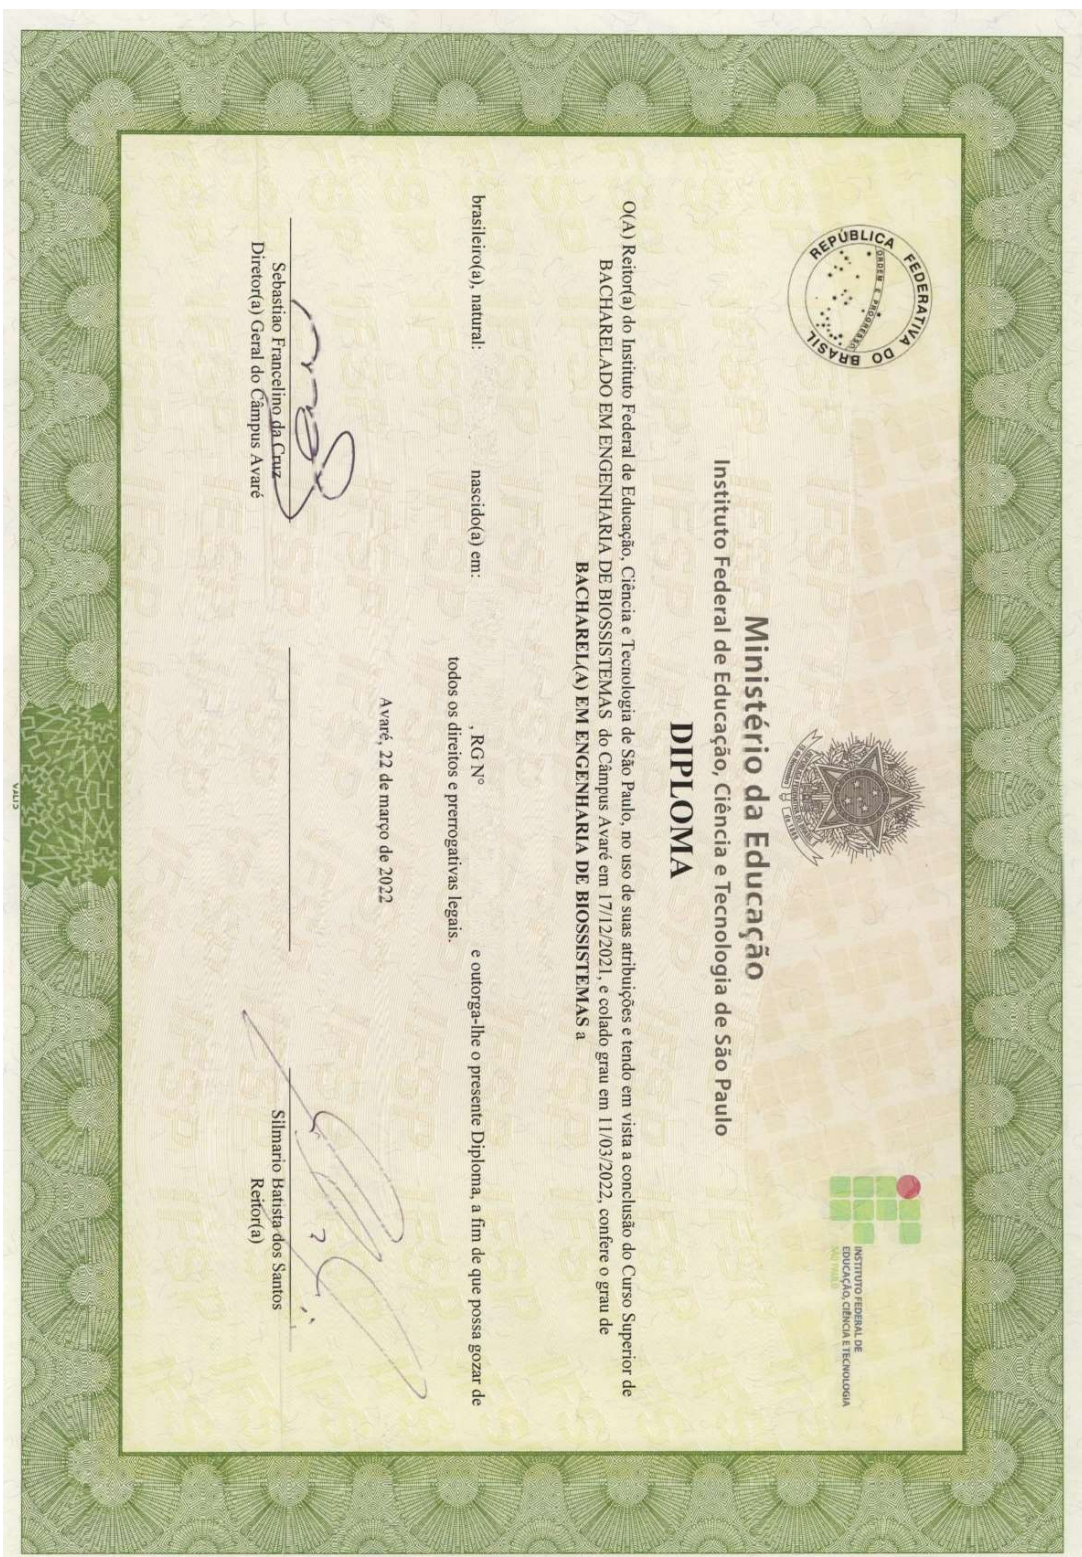 REPÚBLICA FEDERATIVA DO BRASIL
ORDEM E PROGRESSO
INSTITUTO FEDERAL DE
EDUCAÇÃO, CIÊNCIA E TECNOLOGIA
SÃO PAULO
Ministério da Educação
Instituto Federal de Educação, Ciência e Tecnologia de São Paulo
DIPLOMA
O(A) Reitor(a) do Instituto Federal de Educação, Ciência e Tecnologia de São Paulo, no uso de suas atribuições e tendo em vista a conclusão do Curso Superior de
BACHARELADO EM ENGENHARIA DE BIOSSISTEMAS do Câmpus Avaré em 17/12/2021, e colado grau em 11/03/2022, confere o grau de
BACHAREL(A) EM ENGENHARIA DE BIOSSISTEMAS a
brasileiro(a), natural: nascido(a) em: , RG Nº e outorga-lhe o presente Diploma, a fim de que possa gozar de
todos os direitos e prerrogativas legais.
Avaré, 22 de março de 2022
Sebastiao Francelino da Cruz
Diretor(a) Geral do Câmpus Avaré
Silmario Batista dos Santos
Reitor(a)